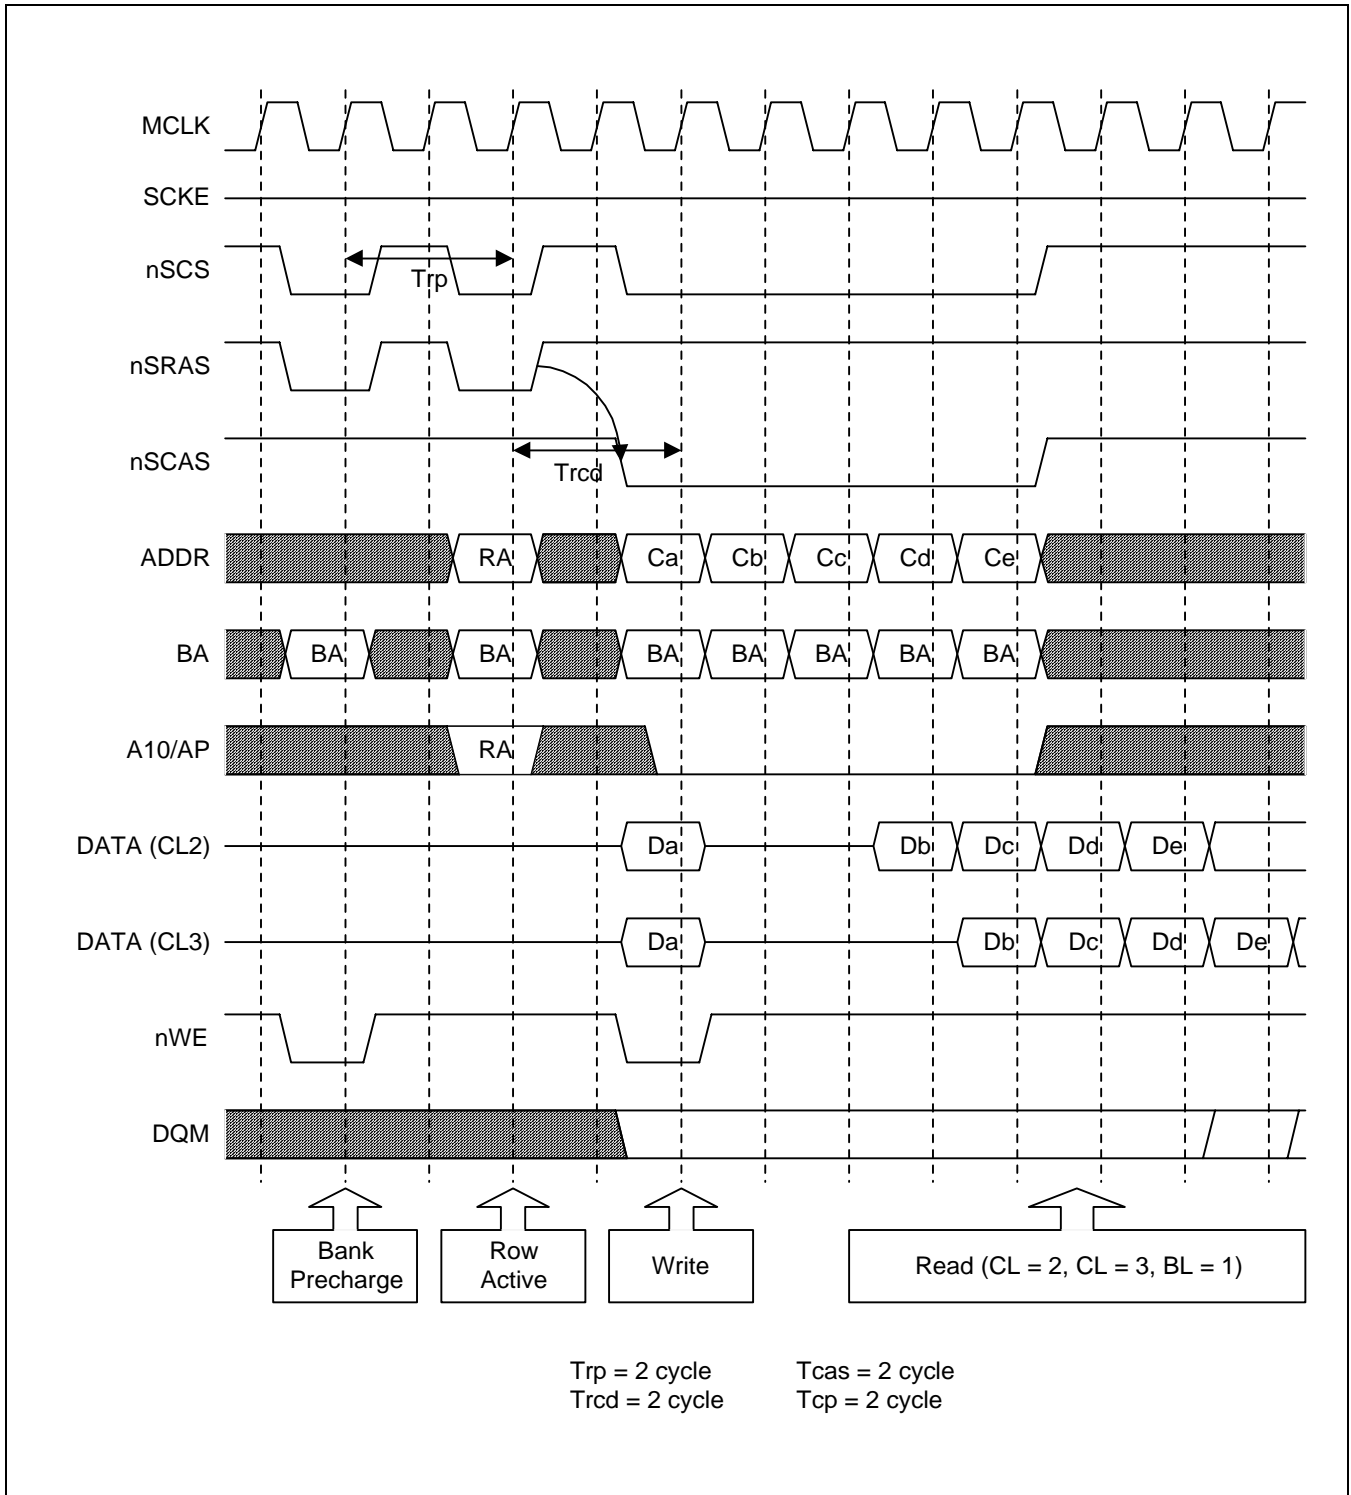 MCLK
SCKE
nSCS
Trp
nSRAS
nSCAS
Trcd
ADDR RA Ca Cb Cc Cd Ce
BA BA BA BA BA BA BA BA
A10/AP RA
DATA (CL2) Da Db Dc Dd De
DATA (CL3) Da Db Dc Dd De
nWE
DQM
Bank
Precharge
Row
Active
Write
Read (CL = 2, CL = 3, BL = 1)
Trp = 2 cycle Tcas = 2 cycle
Trcd = 2 cycle Tcp = 2 cycle